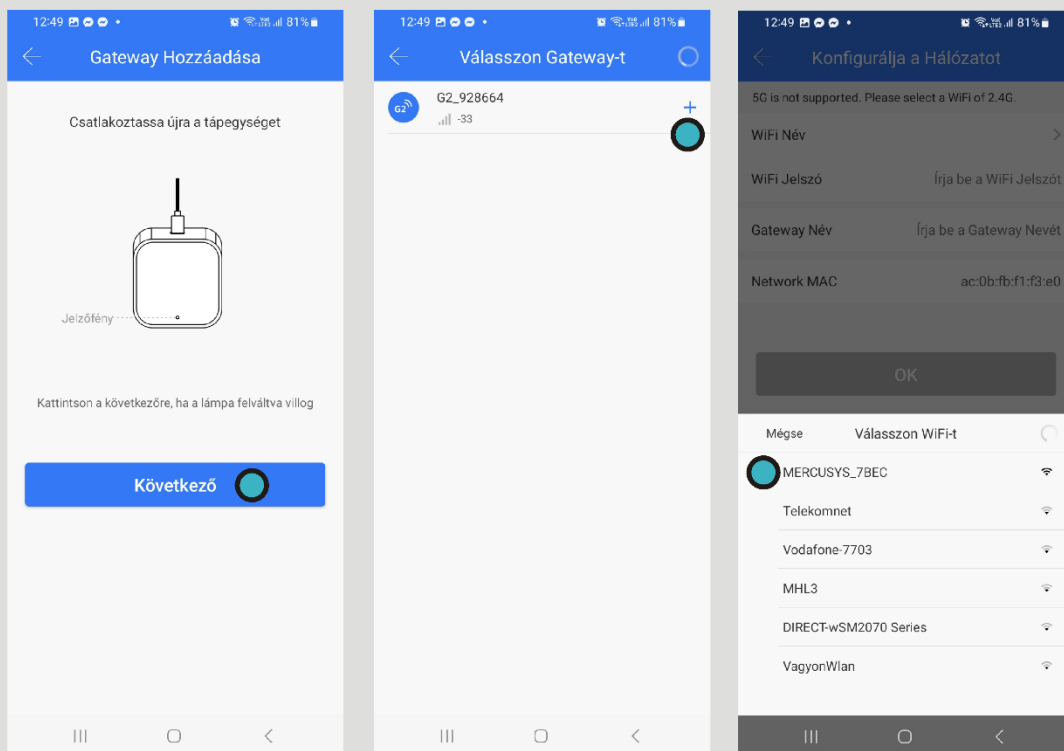 12:49
81%
Gateway Hozzáadása
Csatlakoztassa újra a tápegységet
Jelzőfény
Kattintson a következőre, ha a lámpa felváltva villog
Következő
12:49
81%
Válasszon Gateway-t
G2
G2_928664
-33
+
12:49
81%
Konfigurálja a Hálózatot
5G is not supported. Please select a WiFi of 2.4G.
WiFi Név
WiFi Jelszó Írja be a WiFi Jelszót
Gateway Név Írja be a Gateway Nevét
Network MAC ac:0b:fb:f1:f3:e0
OK
Mégse Válasszon WiFi-t
MERCUSYS_7BEC
Telekomnet
Vodafone-7703
MHL3
DIRECT-wSM2070 Series
VagyonWlan